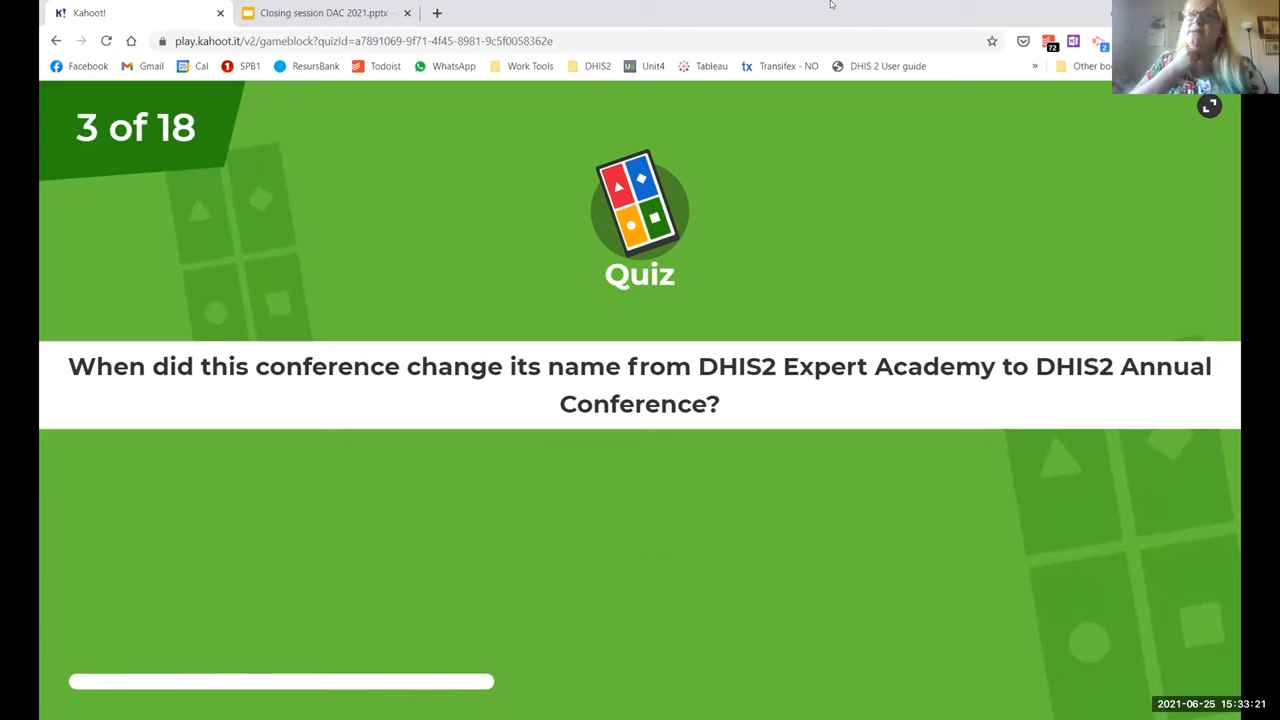 Kahoot!
Closing session DAC 2021.pptx -
play.kahoot.it/v2/gameblock?quizId=a7891069-9f71-4f45-8981-9c5f0058362e
72
2
Facebook Gmail Cal SPB1 ResursBank Todoist WhatsApp Work Tools DHIS2 Unit4 Tableau Transifex - NO DHIS 2 User guide » Other bo
3 of 18
Quiz
When did this conference change its name from DHIS2 Expert Academy to DHIS2 Annual
Conference?
2021-06-25 15:33:21